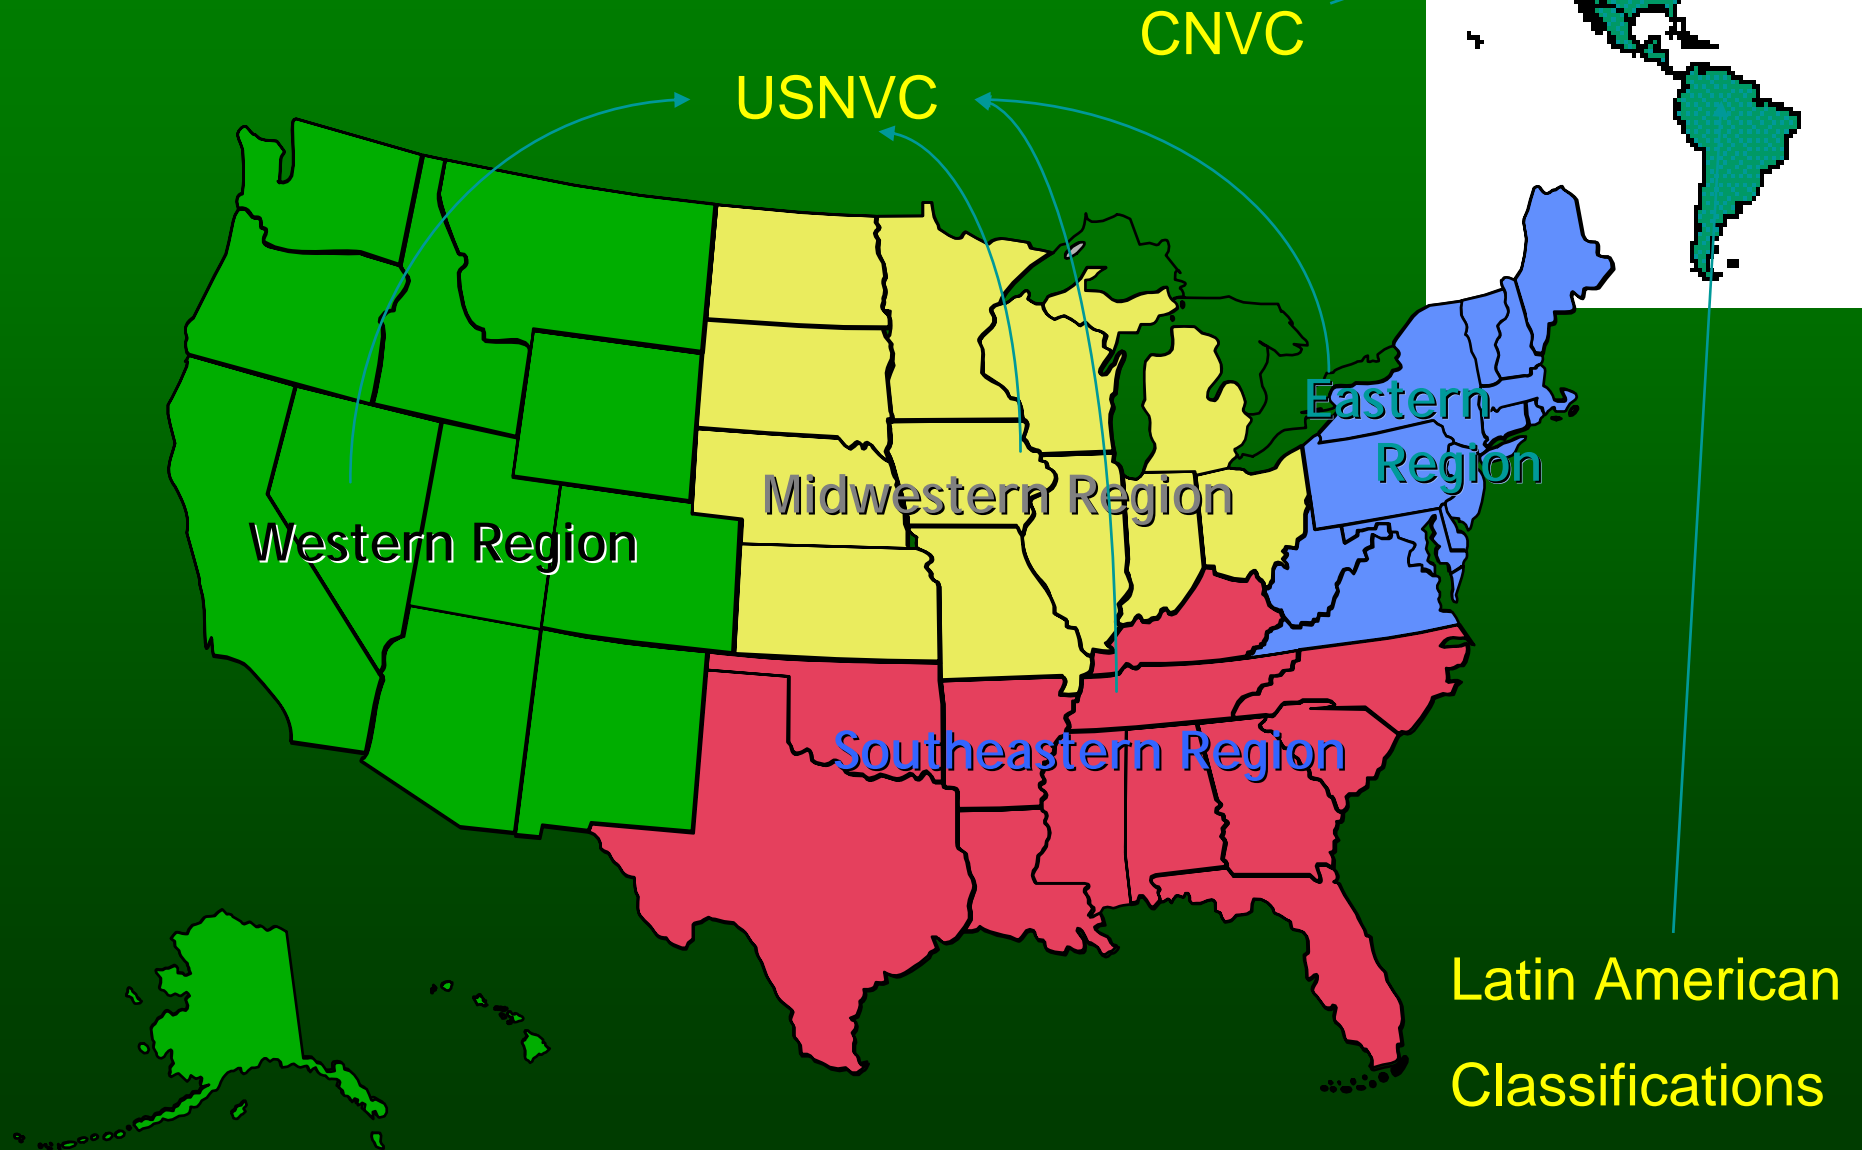 CNVC
USNVC
Eastern
Region
Midwestern Region
Western Region
Southeastern Region
Latin American
Classifications